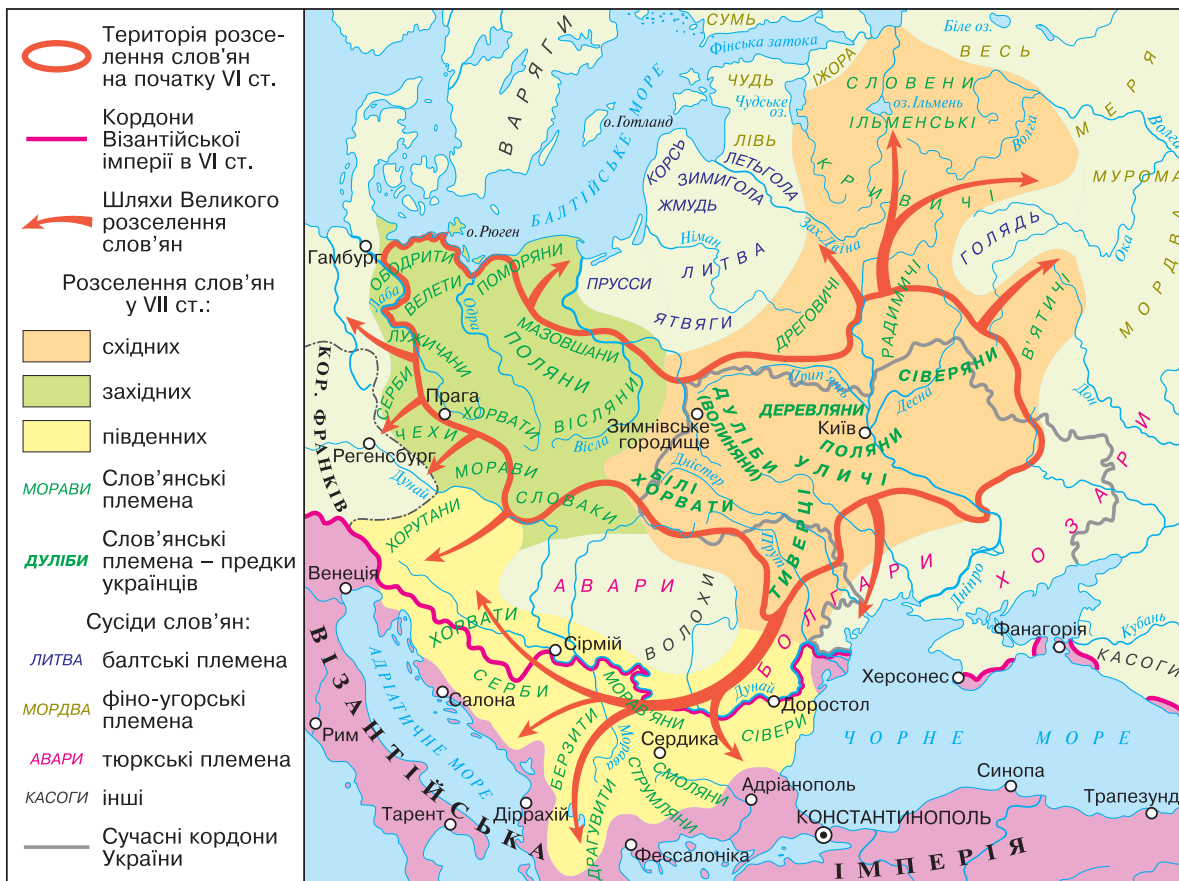 Територія розсе-
лення слов'ян
на початку VI ст.
Кордони
Візантійської
імперії в VI ст.
Шляхи Великого
розселення
слов'ян
Розселення слов'ян
у VII ст.:
східних
західних
південних
МОРАВИ
Слов'янські
племена
ДУЛІБИ
Слов'янські
племена – предки
українців
Сусіди слов'ян:
ЛИТВА
балтські племена
МОРДВА
фіно-угорські
племена
АВАРИ
тюркські племена
КАСОГИ
інші
Сучасні кордони
України
СУМЬ
Фінська затока
Біле оз.
ВЕСЬ
ІЖОРА
ЧУДЬ
Чудське
оз.
СЛОВЕНИ
оз. Ільмень
ІЛЬМЕНСЬКІ
МЕРЯ
Волга
Волга
ВАРЯГИ
о. Готланд
БАЛТІЙСЬКЕ МОРЕ
ЛІВЬ
КОРСЬ
ЛЕТЬГОЛА
ЗИМИГОЛА
ЖМУДЬ
КРИВИЧІ
МУРОМА
Німан
Зах. Двіна
ГОЛЯДЬ
Ока
МОРДВА
ЛИТВА
ПРУССИ
ЯТВЯГИ
о. Рюген
Гамбург
ОБОДРИТИ
Лаба
ВЕЛЕТИ
ПОМОРЯНИ
Одра
МАЗОВШАНИ
ПОЛЯНИ
ЛУЖИЧАНИ
СЕРБИ
Прага
ХОРВАТИ
ВІСЛЯНИ
Вісла
ЧЕХИ
Регенсбург
КОР. ФРАНКІВ
Дунай
МОРАВИ
СЛОВАКИ
ДРЕГОВИЧІ
РАДИМИЧІ
В'ЯТИЧІ
Дон
СІВЕРЯНИ
Прип'ять
Десна
ДЕРЕВЛЯНИ
Київ
ПОЛЯНИ
Зимнівське
городище
ДУЛІБИ
(ВОЛИНЯНИ)
УЛИЧІ
Дністер
БІЛІ
ХОРВАТИ
ТИВЕРЦІ
Прут
ХОЗАРИ
Дніпро
БОЛГАРИ
ХОРУТАНИ
Венеція
АВАРИ
ВОЛОХИ
ХОРВАТИ
Сірмій
Фанагорія
Кубань
КАСОГИ
Херсонес
СЕРБИ
Салона
АДРІАТИЧНЕ МОРЕ
Рим
МОРАВ'ЯНИ
Дунай
Доростол
СІВЕРИ
БЕРЗИТИ
Морава
Сердика
СМОЛЯНИ
СТРУМЛЯНИ
ДРАГУВИТИ
ЧОРНЕ МОРЕ
Синопа
Трапезунд
Адріанополь
КОНСТАНТИНОПОЛЬ
Тарент
Діррахій
Фессалоніка
ВІЗАНТІЙСЬКА
ІМПЕРІЯ